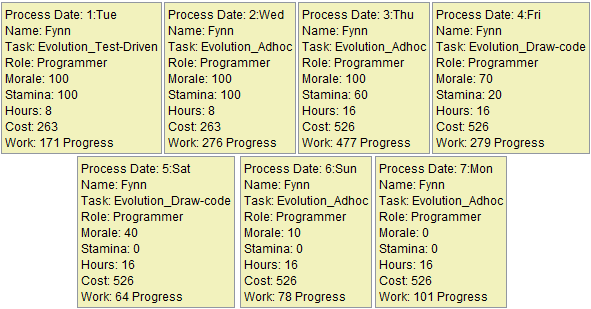 Process Date: 1:Tue
Name: Fynn
Task: Evolution_Test-Driven
Role: Programmer
Morale: 100
Stamina: 100
Hours: 8
Cost: 263
Work: 171 Progress
Process Date: 2:Wed
Name: Fynn
Task: Evolution_Adhoc
Role: Programmer
Morale: 100
Stamina: 100
Hours: 8
Cost: 263
Work: 276 Progress
Process Date: 3:Thu
Name: Fynn
Task: Evolution_Adhoc
Role: Programmer
Morale: 100
Stamina: 60
Hours: 16
Cost: 526
Work: 477 Progress
Process Date: 4:Fri
Name: Fynn
Task: Evolution_Draw-code
Role: Programmer
Morale: 70
Stamina: 20
Hours: 16
Cost: 526
Work: 279 Progress
Process Date: 5:Sat
Name: Fynn
Task: Evolution_Draw-code
Role: Programmer
Morale: 40
Stamina: 0
Hours: 16
Cost: 526
Work: 64 Progress
Process Date: 6:Sun
Name: Fynn
Task: Evolution_Adhoc
Role: Programmer
Morale: 10
Stamina: 0
Hours: 16
Cost: 526
Work: 78 Progress
Process Date: 7:Mon
Name: Fynn
Task: Evolution_Adhoc
Role: Programmer
Morale: 0
Stamina: 0
Hours: 16
Cost: 526
Work: 101 Progress